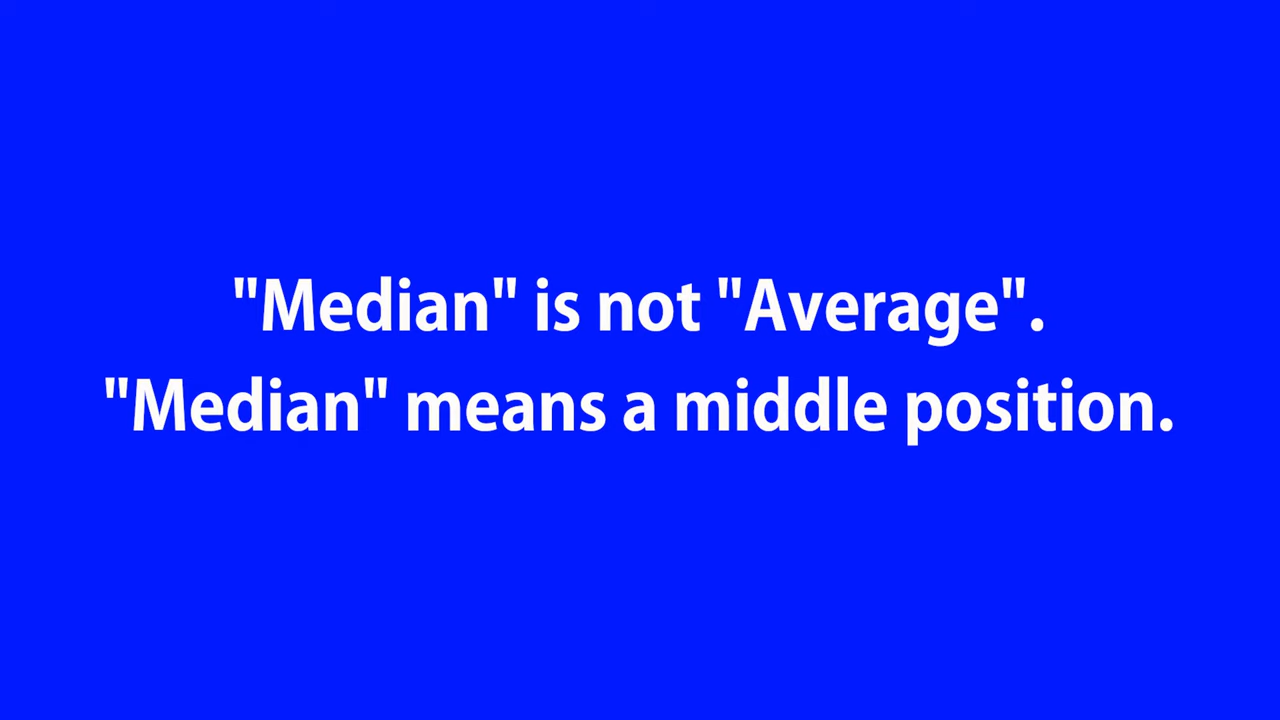 "Median" is not "Average".
"Median" means a middle position.